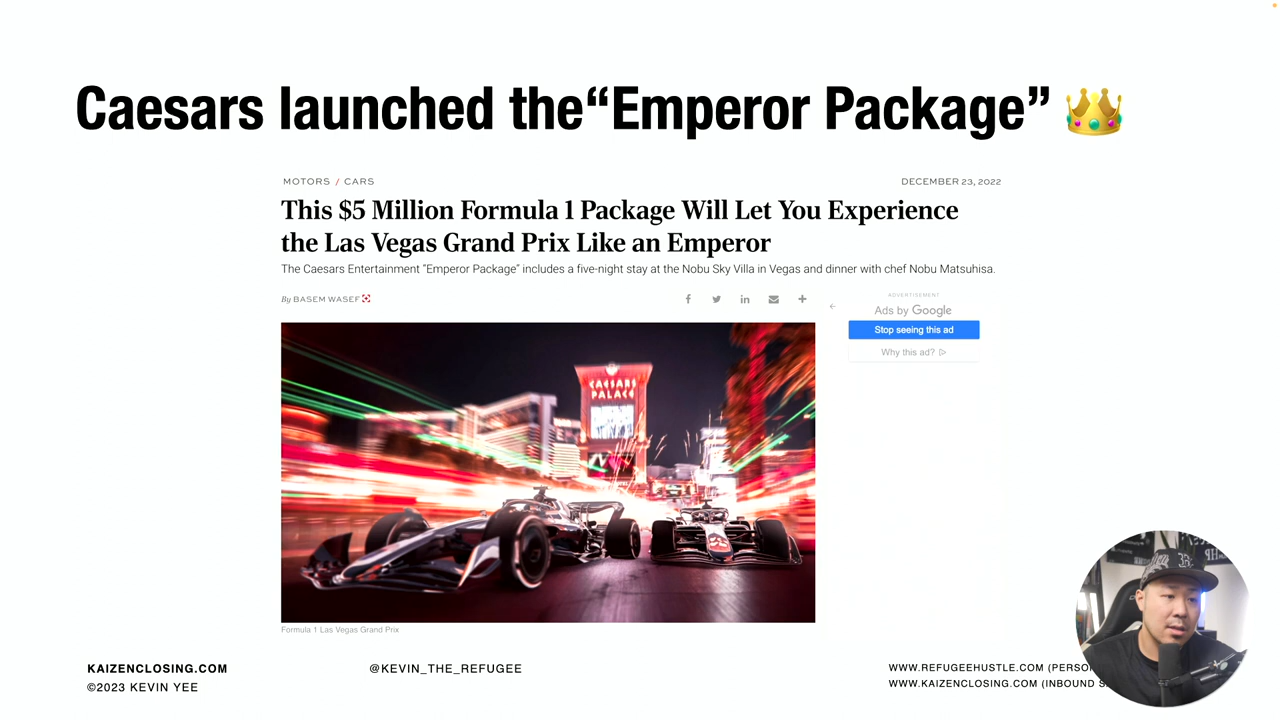 Caesars launched the“Emperor Package” 👑
MOTORS / CARS
DECEMBER 23, 2022
This $5 Million Formula 1 Package Will Let You Experience
the Las Vegas Grand Prix Like an Emperor
The Caesars Entertainment “Emperor Package” includes a five-night stay at the Nobu Sky Villa in Vegas and dinner with chef Nobu Matsuhisa.
By BASEM WASEF
ADVERTISEMENT
Ads by Google
Stop seeing this ad
Why this ad?
CAESARS
PALACE
Formula 1 Las Vegas Grand Prix
KAIZENCLOSING.COM
©2023 KEVIN YEE
@KEVIN_THE_REFUGEE
WWW.REFUGEEHUSTLE.COM
WWW.KAIZENCLOSING.COM (INBOUND